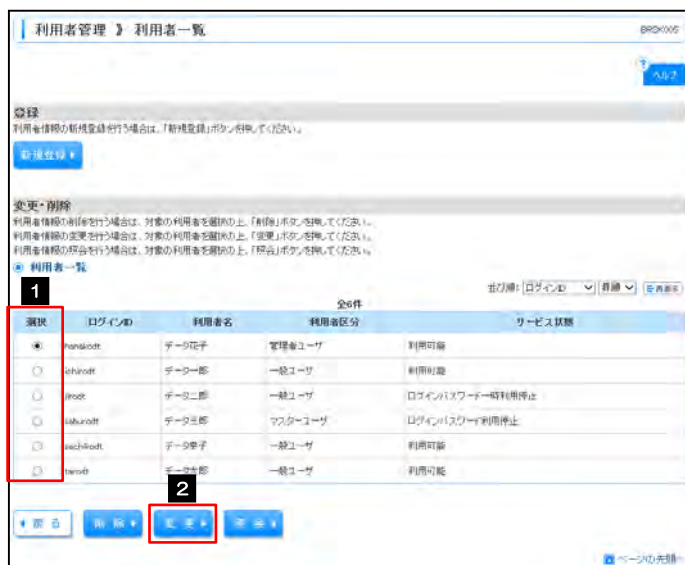 利用者管理 》 利用者一覧
BRSK005
?
ヘルプ
登録
利用者情報の新規登録を行う場合は、「新規登録」ボタンを押してください。
新規登録
変更・削除
利用者情報の削除を行う場合は、対象の利用者を選択の上、「削除」ボタンを押してください。
利用者情報の変更を行う場合は、対象の利用者を選択の上、「変更」ボタンを押してください。
利用者情報の照会を行う場合は、対象の利用者を選択の上、「照会」ボタンを押してください。
利用者一覧
1
並び順: ログインID 昇順 再表示
全6件
選択 ログインID 利用者名 利用者区分 サービス状態
hanakodt データ花子 管理者ユーザ 利用可能
ichirodt データ一郎 一般ユーザ 利用可能
jirodt データ二郎 一般ユーザ ログインパスワード一時利用停止
saburodt データ三郎 マスターユーザ ログインパスワード利用停止
sachikodt データ幸子 一般ユーザ 利用可能
tarodt データ太郎 一般ユーザ 利用可能
2
戻る 削除 変更 照会
ページの先頭へ